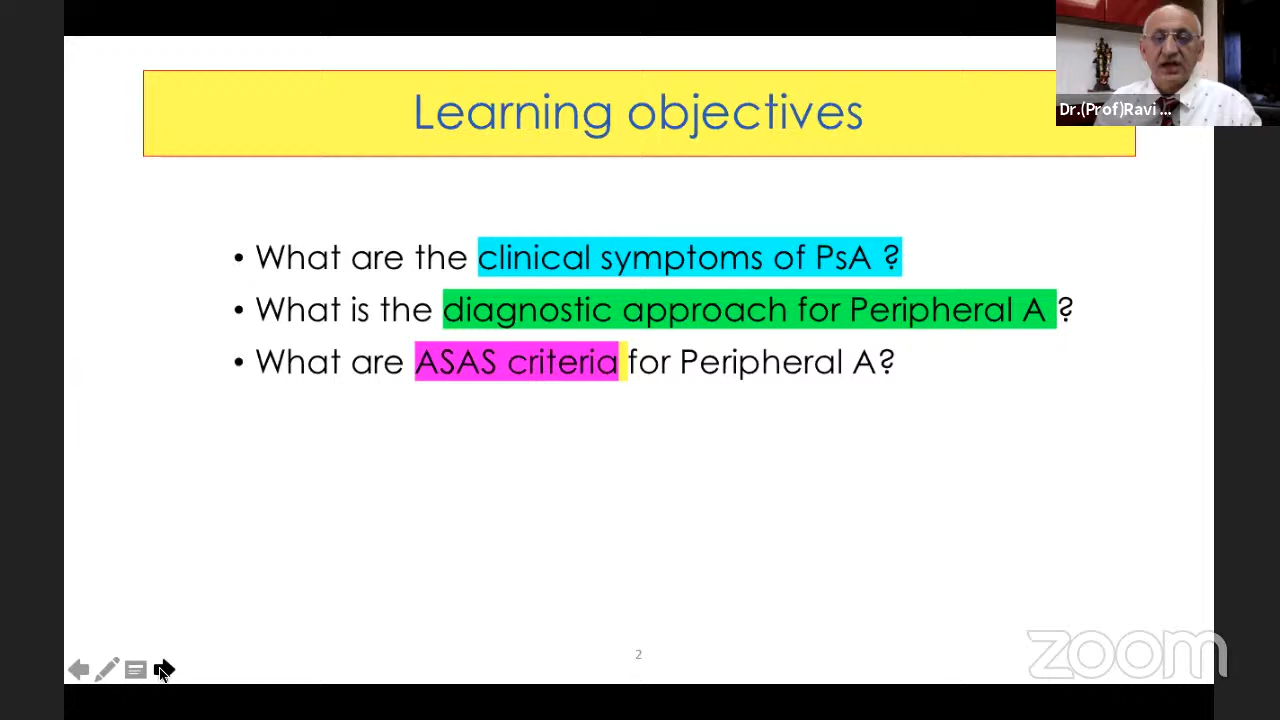 Learning objectives
Dr.(Prof)Ravi ...
• What are the clinical symptoms of PsA ?
• What is the diagnostic approach for Peripheral A ?
• What are ASAS criteria for Peripheral A?
2
zoom